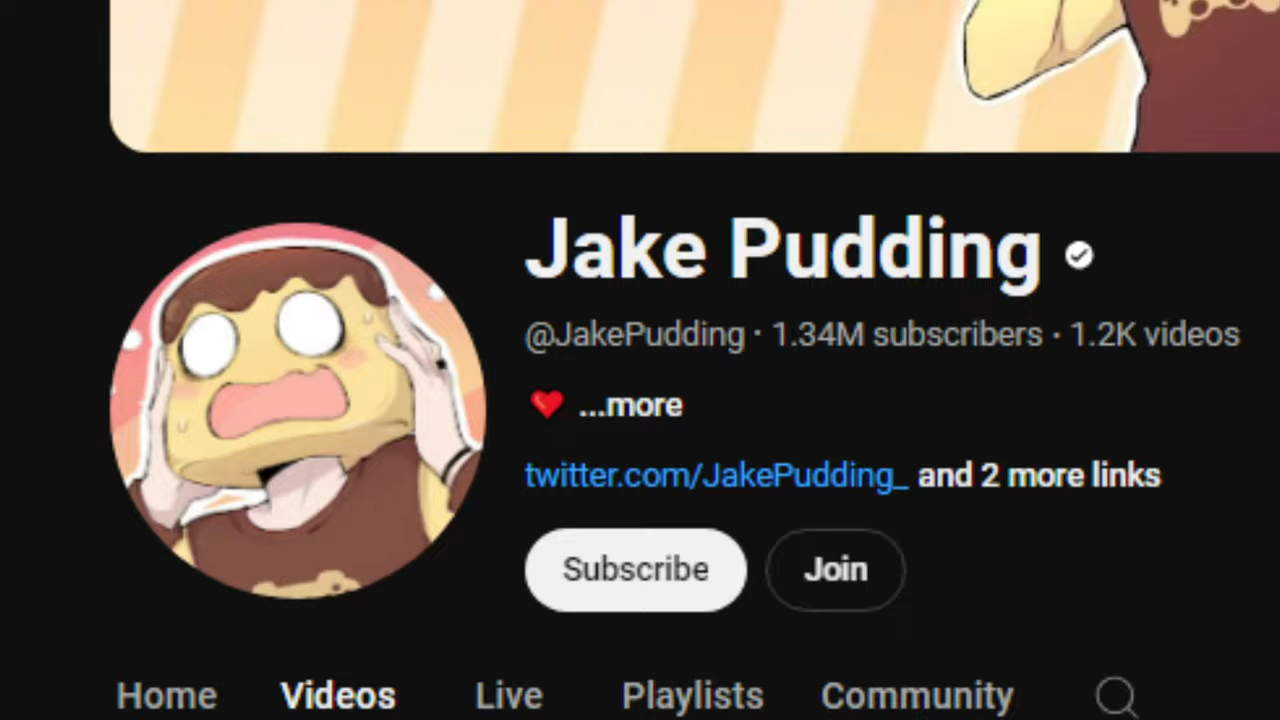 Jake Pudding
@JakePudding · 1.34M subscribers · 1.2K videos
❤️ ...more
twitter.com/JakePudding_ and 2 more links
Subscribe Join
Home Videos Live Playlists Community